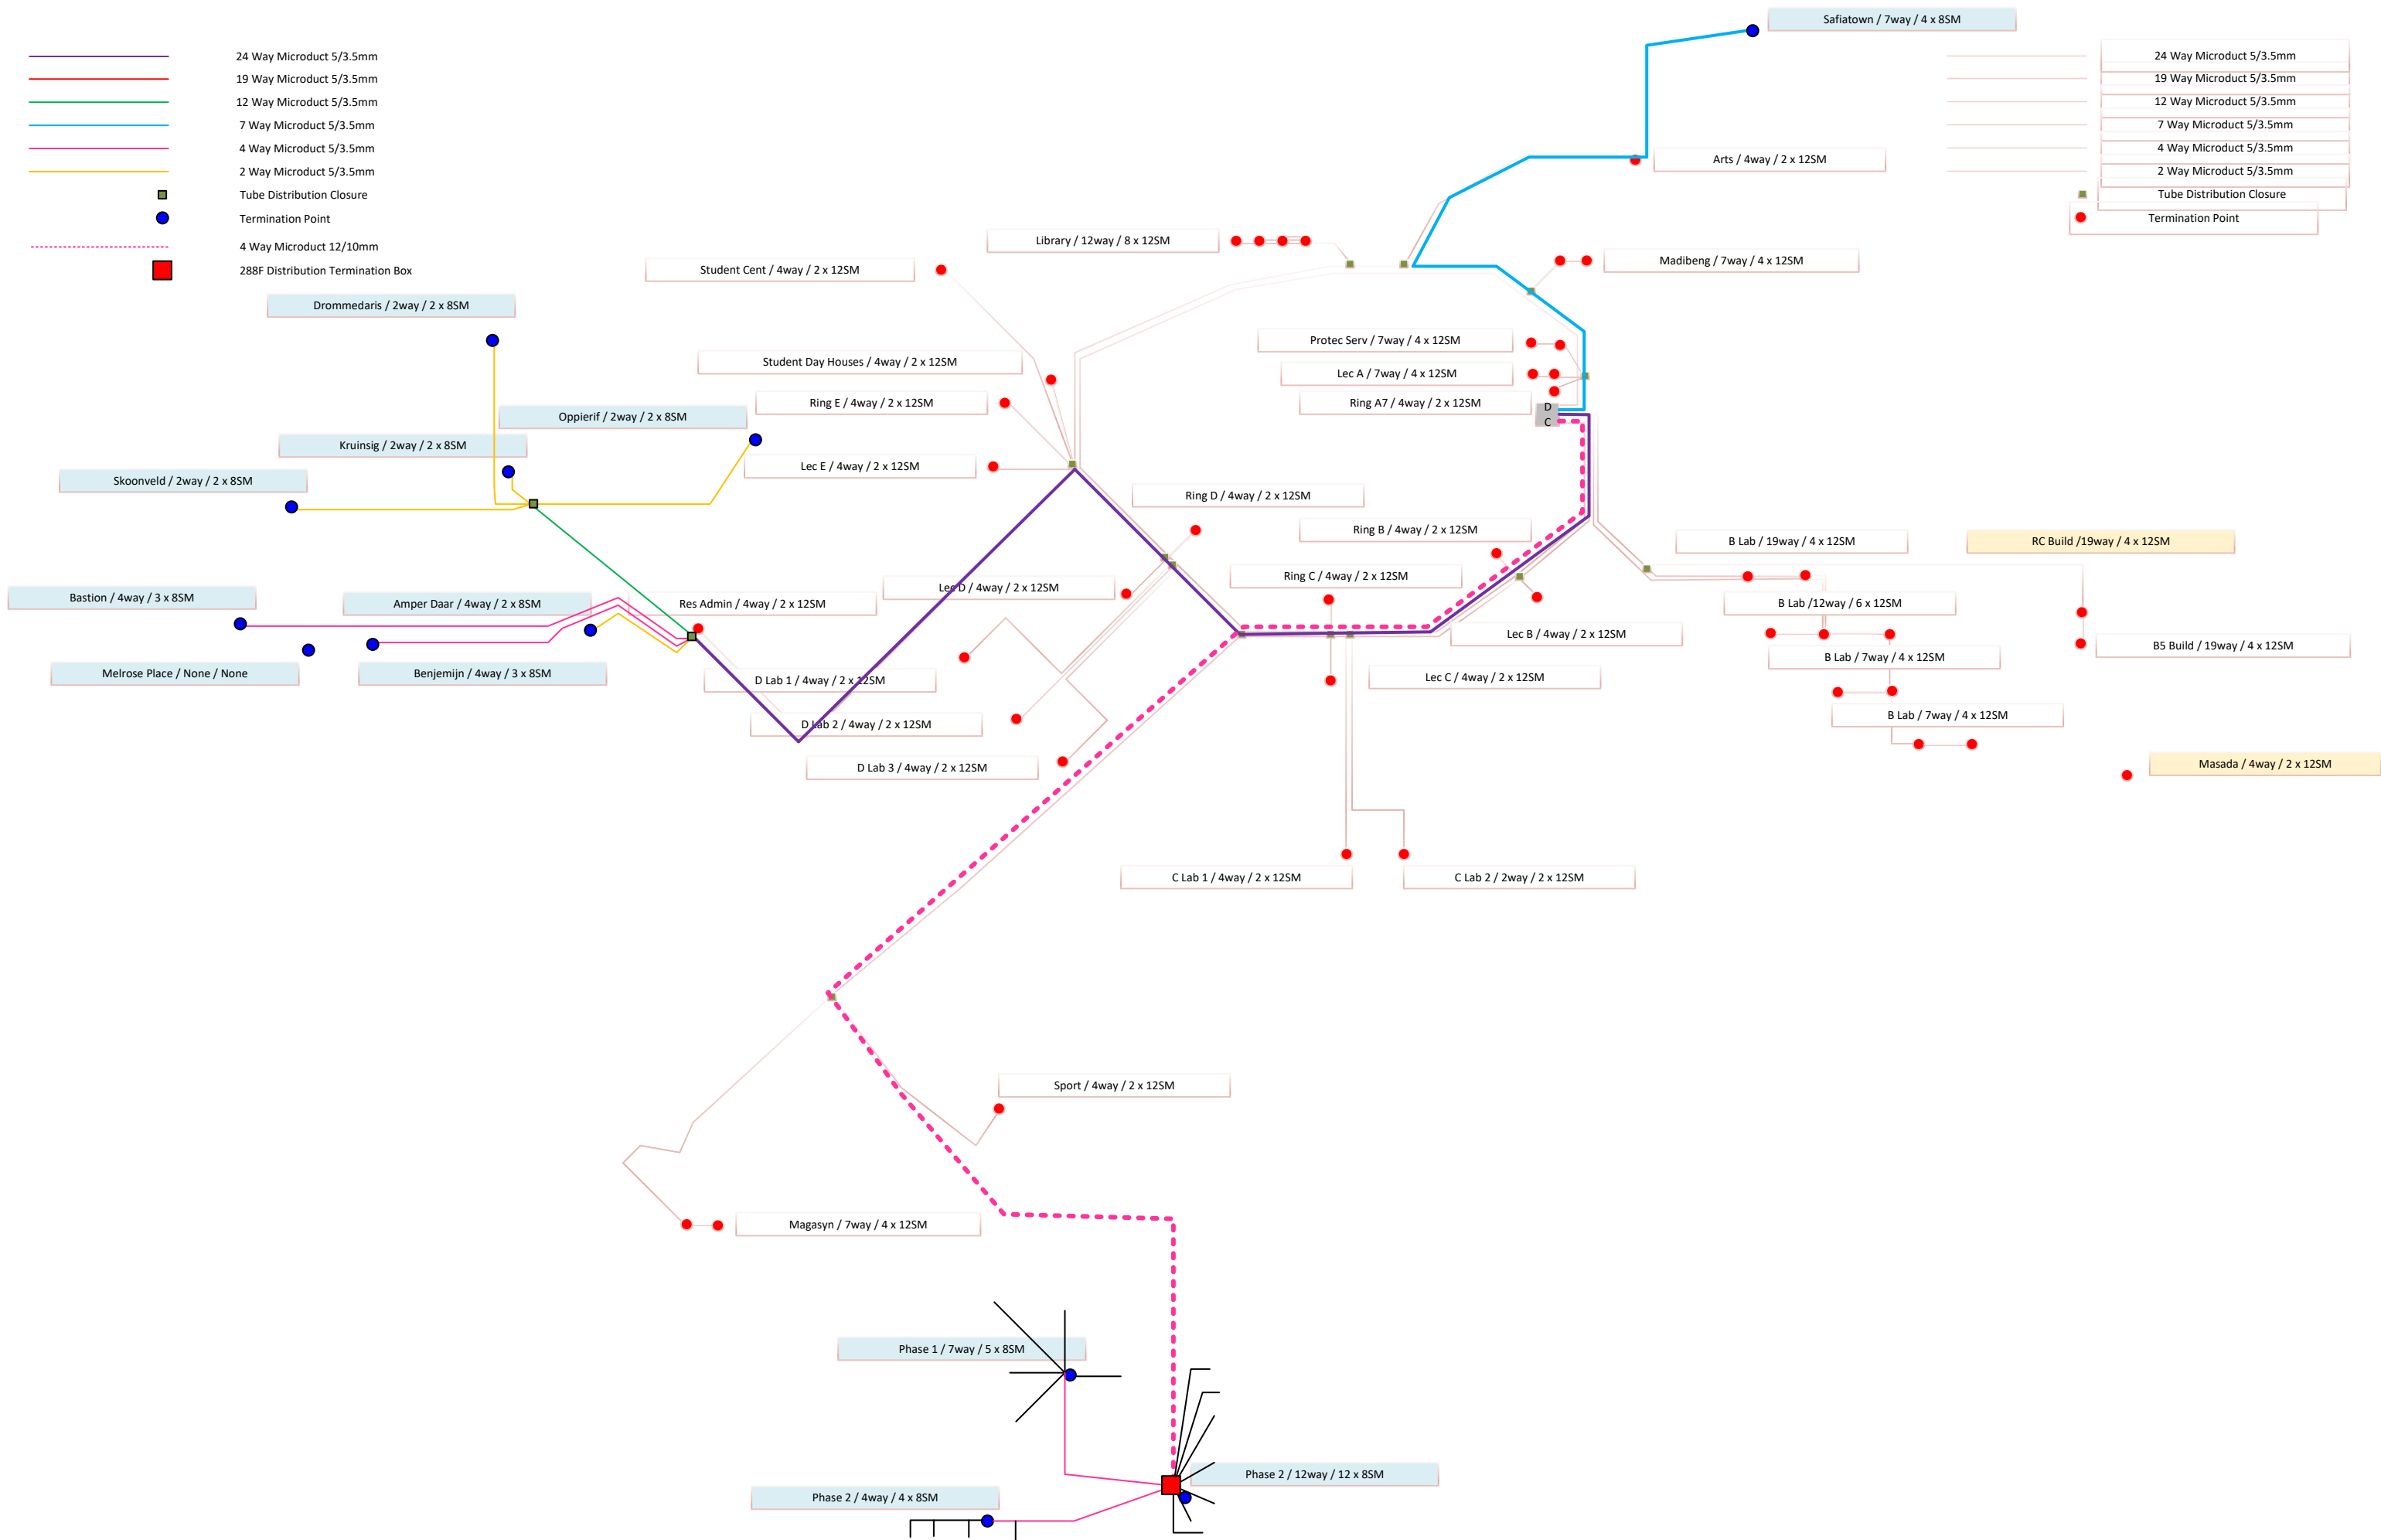 Safiatown / 7way / 4 x 8SM
24 Way Microduct 5/3.5mm
19 Way Microduct 5/3.5mm
12 Way Microduct 5/3.5mm
7 Way Microduct 5/3.5mm
4 Way Microduct 5/3.5mm
2 Way Microduct 5/3.5mm
Tube Distribution Closure
Termination Point
4 Way Microduct 12/10mm
288F Distribution Termination Box
24 Way Microduct 5/3.5mm
19 Way Microduct 5/3.5mm
12 Way Microduct 5/3.5mm
7 Way Microduct 5/3.5mm
4 Way Microduct 5/3.5mm
2 Way Microduct 5/3.5mm
Tube Distribution Closure
Termination Point
Arts / 4way / 2 x 12SM
Library / 12way / 8 x 12SM
Student Cent / 4way / 2 x 12SM
Madibeng / 7way / 4 x 12SM
Drommedaris / 2way / 2 x 8SM
Protec Serv / 7way / 4 x 12SM
Student Day Houses / 4way / 2 x 12SM
Lec A / 7way / 4 x 12SM
Ring E / 4way / 2 x 12SM
Ring A7 / 4way / 2 x 12SM
D
C
Oppierif / 2way / 2 x 8SM
Kruinsig / 2way / 2 x 8SM
Lec E / 4way / 2 x 12SM
Skoonveld / 2way / 2 x 8SM
Ring D / 4way / 2 x 12SM
Ring B / 4way / 2 x 12SM
B Lab / 19way / 4 x 12SM
RC Build /19way / 4 x 12SM
Ring C / 4way / 2 x 12SM
Lec D / 4way / 2 x 12SM
Bastion / 4way / 3 x 8SM
Amper Daar / 4way / 2 x 8SM
Res Admin / 4way / 2 x 12SM
B Lab /12way / 6 x 12SM
Lec B / 4way / 2 x 12SM
B5 Build / 19way / 4 x 12SM
B Lab / 7way / 4 x 12SM
Melrose Place / None / None
Benjemijn / 4way / 3 x 8SM
D Lab 1 / 4way / 2 x 12SM
Lec C / 4way / 2 x 12SM
B Lab / 7way / 4 x 12SM
D Lab 2 / 4way / 2 x 12SM
D Lab 3 / 4way / 2 x 12SM
Masada / 4way / 2 x 12SM
C Lab 1 / 4way / 2 x 12SM
C Lab 2 / 2way / 2 x 12SM
Sport / 4way / 2 x 12SM
Magasyn / 7way / 4 x 12SM
Phase 1 / 7way / 5 x 8SM
Phase 2 / 12way / 12 x 8SM
Phase 2 / 4way / 4 x 8SM